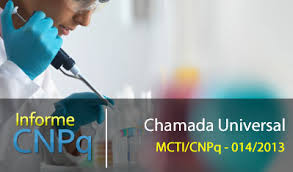 Informe
CNPq
Chamada Universal
MCTI/CNPq - 014/2013